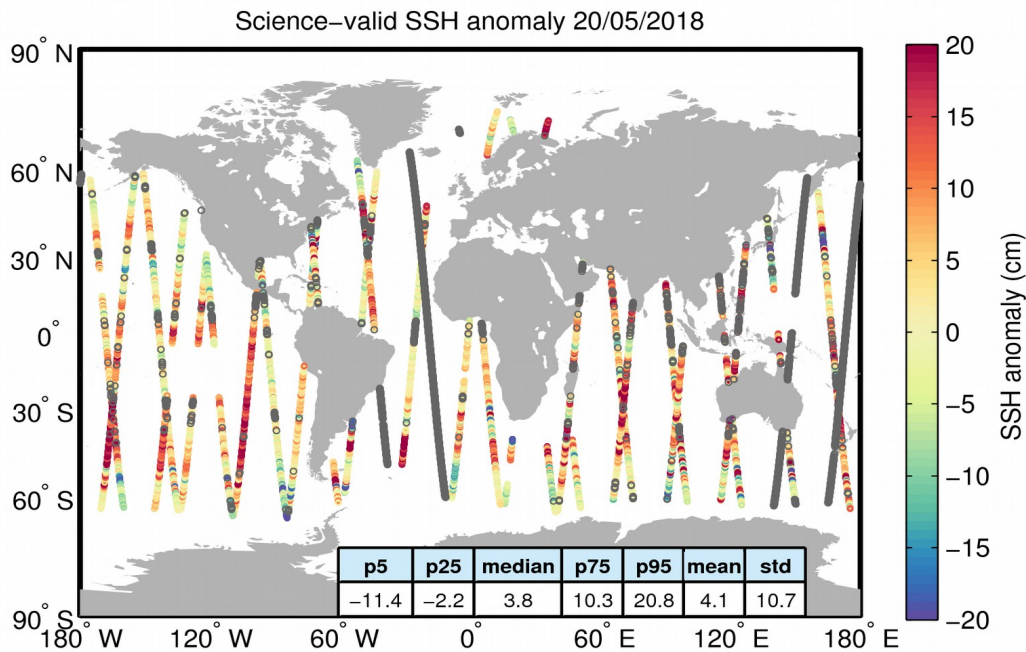 Science−valid SSH anomaly 20/05/2018
90° N
60° N
30° N
0°
30° S
60° S
90° S
180° W
120° W
60° W
0°
60° E
120° E
180° E
p5 p25 median p75 p95 mean std
−11.4 −2.2 3.8 10.3 20.8 4.1 10.7
20
15
10
5
0
−5
−10
−15
−20
SSH anomaly (cm)